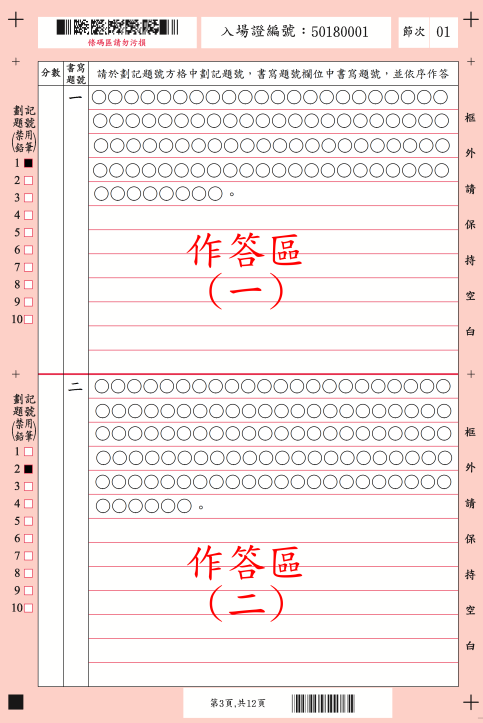 條碼區請勿污損
入場證編號：50180001
節次 01
分數
書寫題號
請於劃記題號方格中劃記題號，書寫題號欄位中書寫題號，並依序作答
劃記題號
(禁用鉛筆)
1
2
3
4
5
6
7
8
9
10
一
○○○○○○○○○○○○○○○○○○○○○○
○○○○○○○○○○○○○○○○○○○○○○
○○○○○○○○○○○○○○○○○○○○○○
○○○○○○○○○○○○○○○○○○○○○○
○○○○○○○○。
作答區
(一)
框外請保持空白
劃記題號
(禁用鉛筆)
1
2
3
4
5
6
7
8
9
10
二
○○○○○○○○○○○○○○○○○○○○○○
○○○○○○○○○○○○○○○○○○○○○○
○○○○○○○○○○○○○○○○○○○○○○
○○○○○○○○○○○○○○○○○○○○○○
○○○○○○○○○○○○○○○○○○○○○○
○○○○○○。
作答區
(二)
框外請保持空白
第3頁,共12頁